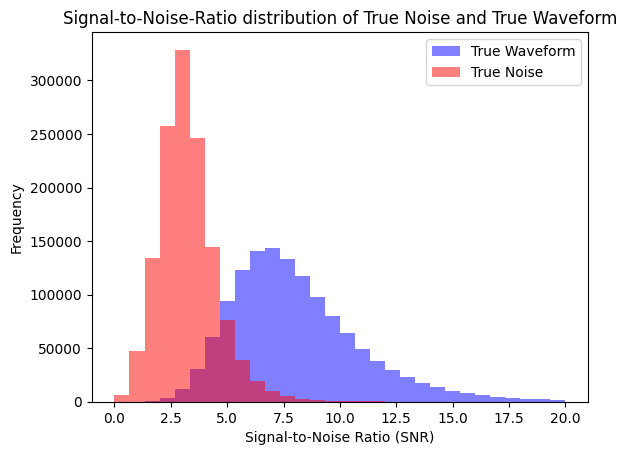 Signal-to-Noise-Ratio distribution of True Noise and True Waveform
True Waveform
True Noise
Frequency
300000
250000
200000
150000
100000
50000
0
0.0 2.5 5.0 7.5 10.0 12.5 15.0 17.5 20.0
Signal-to-Noise Ratio (SNR)